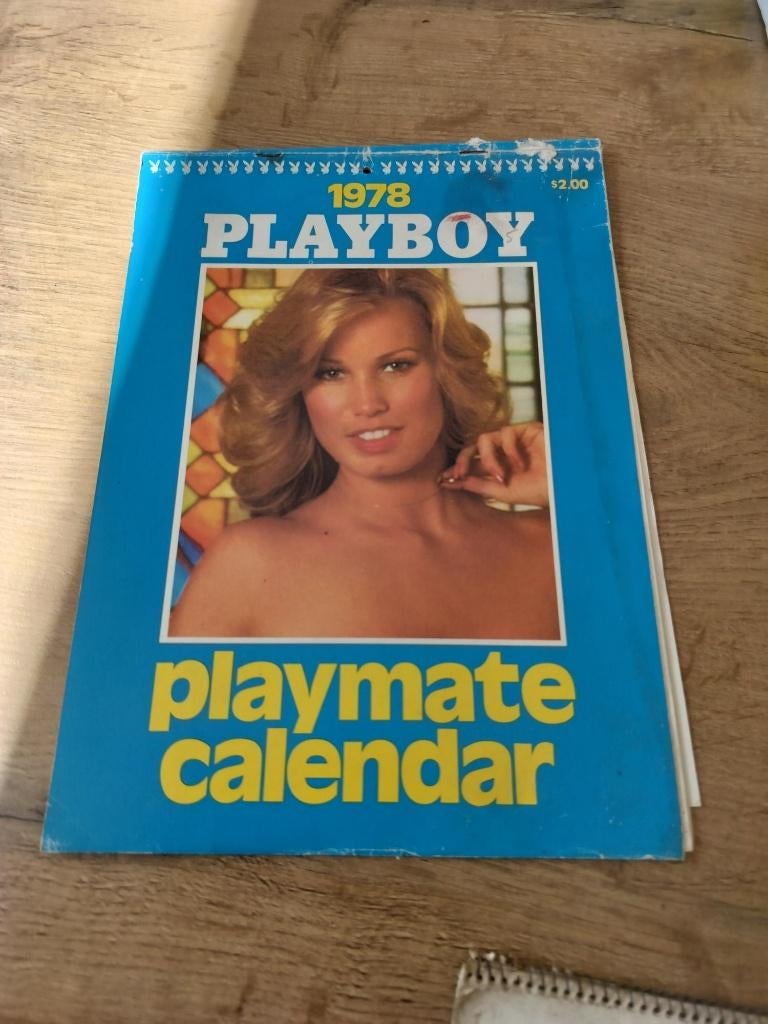 1978
$2.00
PLAYBOY
playmate
calendar